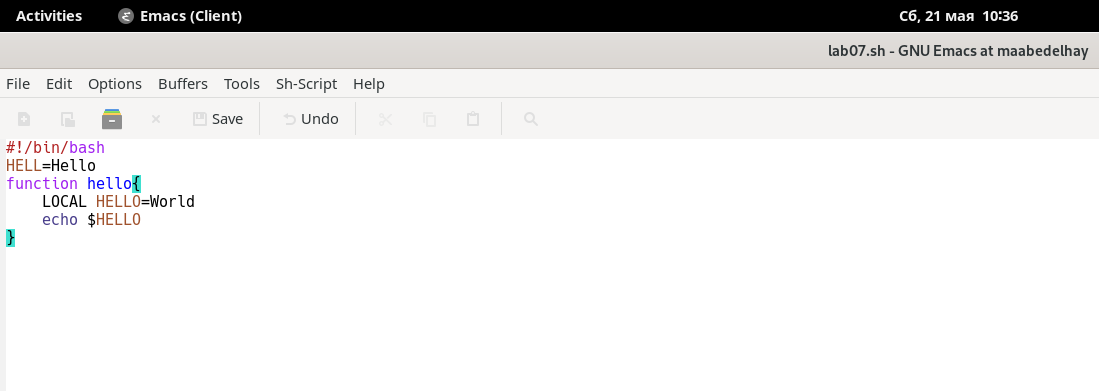 Activities Emacs (Client) Сб, 21 мая 10:36
lab07.sh - GNU Emacs at maabedelhay
File Edit Options Buffers Tools Sh-Script Help
Save Undo
#!/bin/bash
HELL=Hello
function hello{
    LOCAL HELLO=World
    echo $HELLO
}